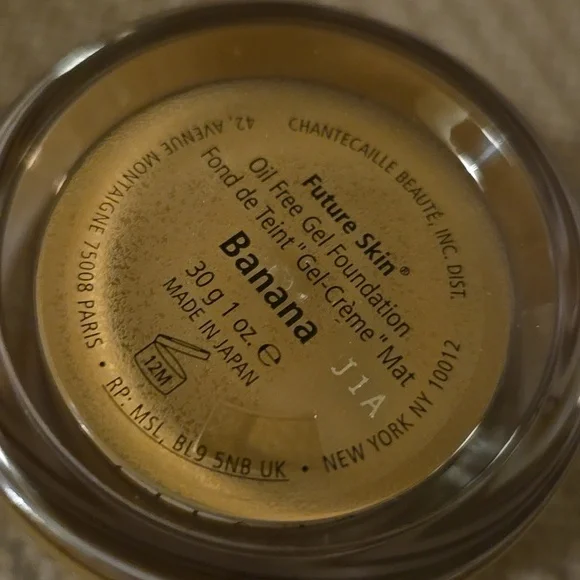 Future Skin®
Oil Free Gel Foundation
Fond de Teint "Gel-Crème" Mat
Banana
30 g 1 oz. ℮
MADE IN JAPAN
12M
J1A
CHANTECAILLE BEAUTÉ, INC. DIST.
NEW YORK NY 10012 •
RP: MSL, BL9 5NB UK •
42, AVENUE MONTAIGNE 75008 PARIS •